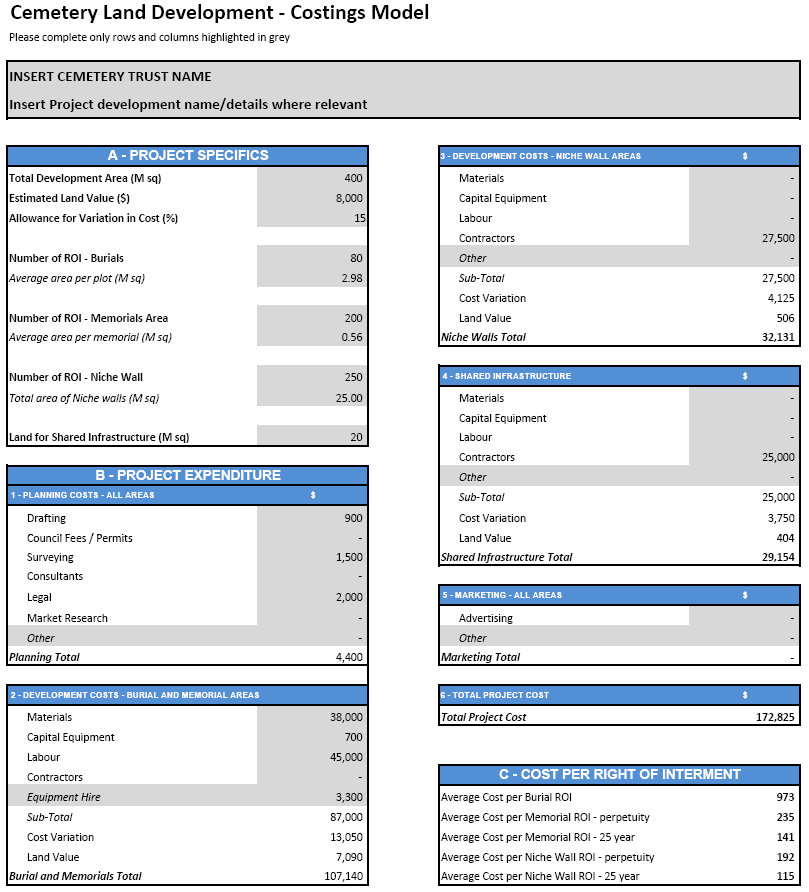 Cemetery Land Development - Costings Model
Please complete only rows and columns highlighted in grey
INSERT CEMETERY TRUST NAME
Insert Project development name/details where relevant
A - PROJECT SPECIFICS
Total Development Area (M sq) 400
Estimated Land Value ($) 8,000
Allowance for Variation in Cost (%) 15
Number of ROI - Burials 80
Average area per plot (M sq) 2.98
Number of ROI - Memorials Area 200
Average area per memorial (M sq) 0.56
Number of ROI - Niche Wall 250
Total area of Niche walls (M sq) 25.00
Land for Shared Infrastructure (M sq) 20
B - PROJECT EXPENDITURE
1 - PLANNING COSTS - ALL AREAS $
Drafting 900
Council Fees / Permits -
Surveying 1,500
Consultants -
Legal 2,000
Market Research -
Other -
Planning Total 4,400
2 - DEVELOPMENT COSTS - BURIAL AND MEMORIAL AREAS
Materials 38,000
Capital Equipment 700
Labour 45,000
Contractors -
Equipment Hire 3,300
Sub-Total 87,000
Cost Variation 13,050
Land Value 7,090
Burial and Memorials Total 107,140
3 - DEVELOPMENT COSTS - NICHE WALL AREAS $
Materials -
Capital Equipment -
Labour -
Contractors 27,500
Other -
Sub-Total 27,500
Cost Variation 4,125
Land Value 506
Niche Walls Total 32,131
4 - SHARED INFRASTRUCTURE $
Materials -
Capital Equipment -
Labour -
Contractors 25,000
Other -
Sub-Total 25,000
Cost Variation 3,750
Land Value 404
Shared Infrastructure Total 29,154
5 - MARKETING - ALL AREAS $
Advertising -
Other -
Marketing Total -
6 - TOTAL PROJECT COST $
Total Project Cost 172,825
C - COST PER RIGHT OF INTERMENT
Average Cost per Burial ROI 973
Average Cost per Memorial ROI - perpetuity 235
Average Cost per Memorial ROI - 25 year 141
Average Cost per Niche Wall ROI - perpetuity 192
Average Cost per Niche Wall ROI - 25 year 115